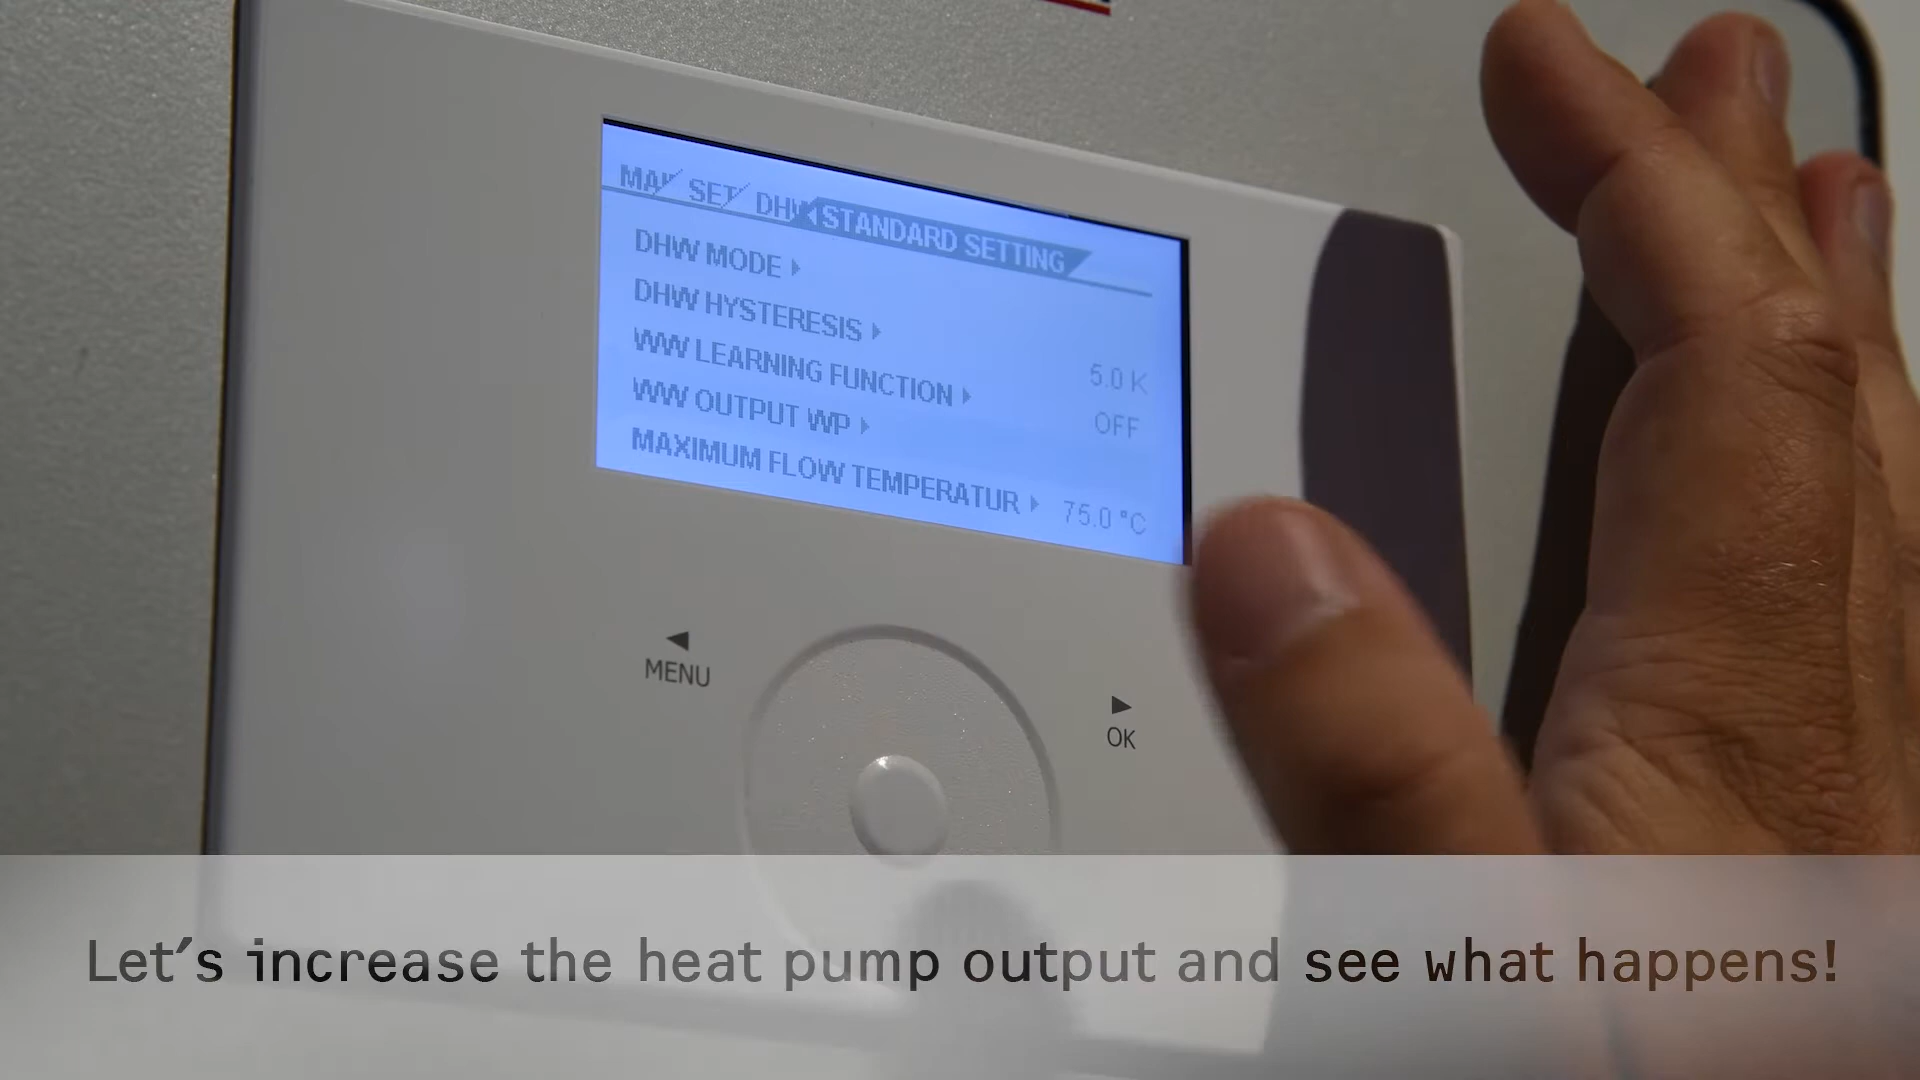 MA SET DHW STANDARD SETTING
DHW MODE
DHW HYSTERESIS 5.0 K
WW LEARNING FUNCTION OFF
WW OUTPUT WP
MAXIMUM FLOW TEMPERATUR 75.0 °C
MENU
OK
Let's increase the heat pump output and see what happens!